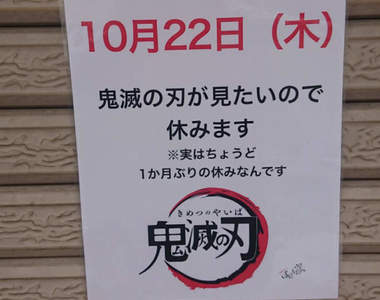 10月22日（木）
鬼滅の刃が見たいので
休みます
※実はちょうど
1か月ぶりの休みなんです
きめつのやいば
鬼滅の刃